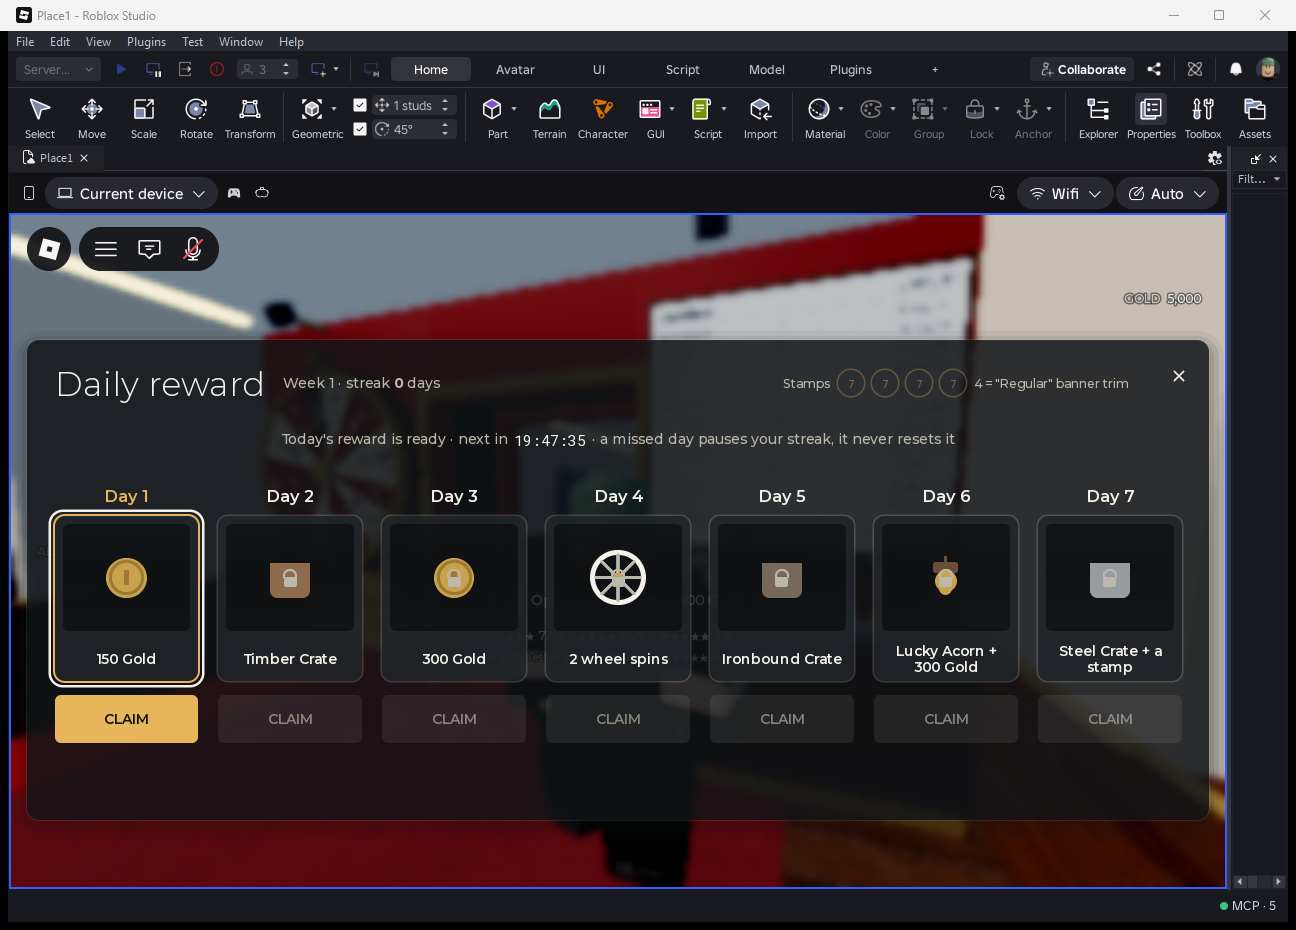 Place1 - Roblox Studio
File Edit View Plugins Test Window Help
Server... 3 Home Avatar UI Script Model Plugins + Collaborate
1 studs
45°
Select Move Scale Rotate Transform Geometric Part Terrain Character GUI Script Import Material Color Group Lock Anchor Explorer Properties Toolbox Assets
Place1
Filt...
Current device Wifi Auto
GOLD 5,000
Daily reward Week 1 · streak 0 days Stamps 7 7 7 7 4 = "Regular" banner trim
Today's reward is ready · next in 19:47:35 · a missed day pauses your streak, it never resets it
Day 1 Day 2 Day 3 Day 4 Day 5 Day 6 Day 7
150 Gold Timber Crate 300 Gold 2 wheel spins Ironbound Crate Lucky Acorn + 300 Gold Steel Crate + a stamp
CLAIM CLAIM CLAIM CLAIM CLAIM CLAIM CLAIM
MCP · 5